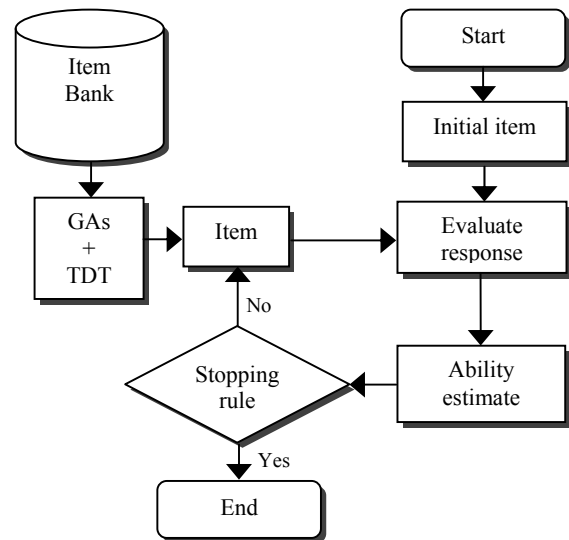 Item
Bank
Start
Initial item
GAs
+
TDT
Item
Evaluate
response
No
Stopping
rule
Ability
estimate
Yes
End